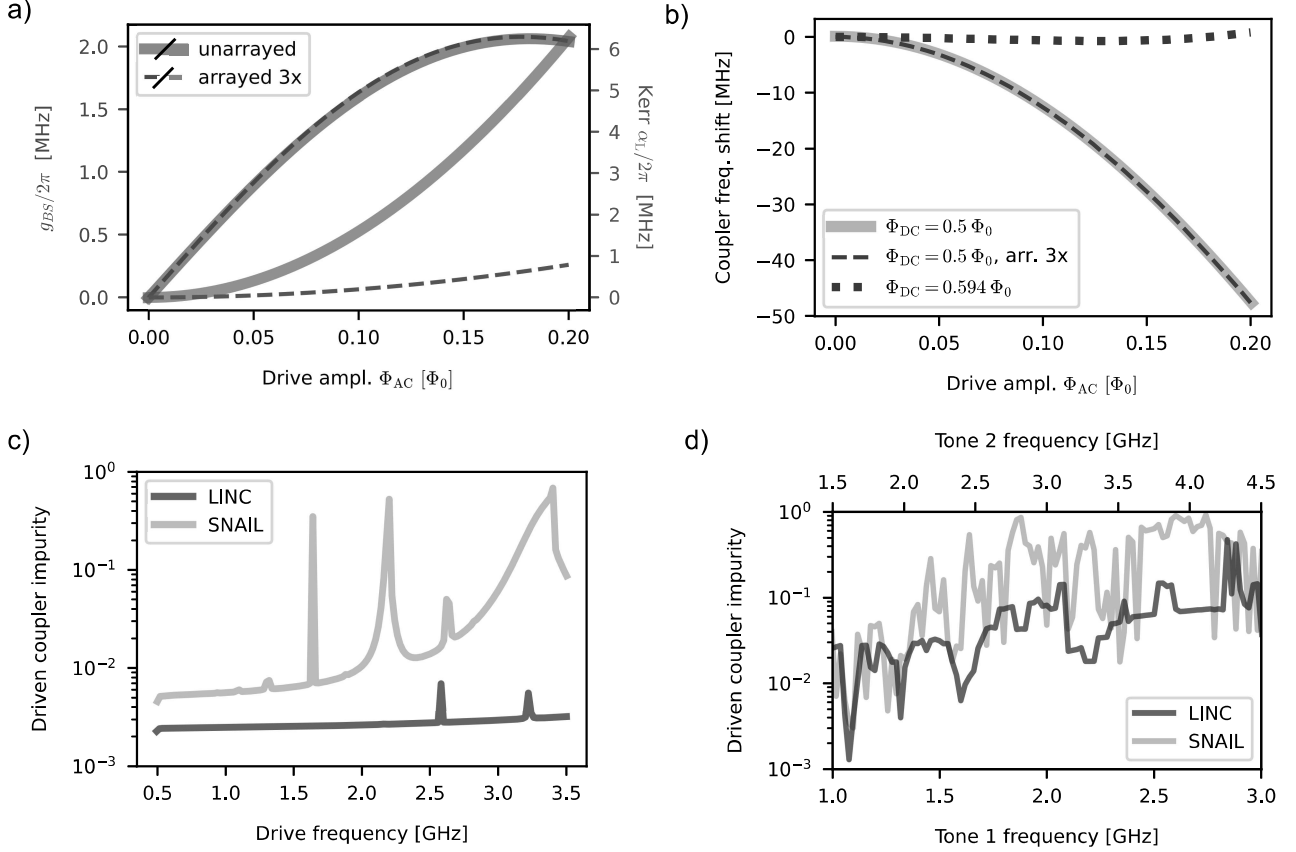 a)
g_BS/2π [MHz]
2.0
1.5
1.0
0.5
0.0
unarrayed
arrayed 3x
6
5
4
3
2
1
0
Kerr α_L/2π [MHz]
0.00 0.05 0.10 0.15 0.20
Drive ampl. Φ_AC [Φ_0]
b)
Coupler freq. shift [MHz]
0
−10
−20
−30
−40
−50
Φ_DC = 0.5 Φ_0
Φ_DC = 0.5 Φ_0, arr. 3x
Φ_DC = 0.594 Φ_0
0.00 0.05 0.10 0.15 0.20
Drive ampl. Φ_AC [Φ_0]
c)
Driven coupler impurity
10^0
10^−1
10^−2
10^−3
LINC
SNAIL
0.5 1.0 1.5 2.0 2.5 3.0 3.5
Drive frequency [GHz]
d)
Tone 2 frequency [GHz]
1.5 2.0 2.5 3.0 3.5 4.0 4.5
Driven coupler impurity
10^0
10^−1
10^−2
10^−3
LINC
SNAIL
1.0 1.5 2.0 2.5 3.0
Tone 1 frequency [GHz]